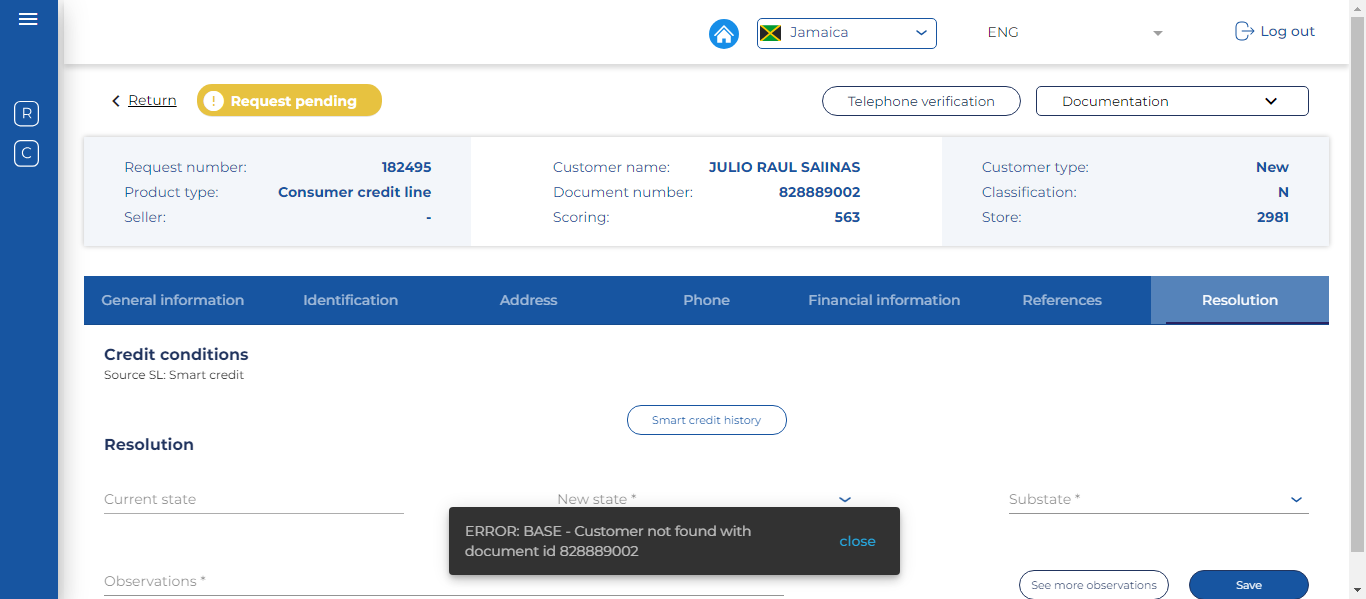 Jamaica
ENG
Log out
Return
! Request pending
Telephone verification
Documentation
R
C
Request number: 182495
Product type: Consumer credit line
Seller: -
Customer name: JULIO RAUL SAlINAS
Document number: 828889002
Scoring: 563
Customer type: New
Classification: N
Store: 2981
General information
Identification
Address
Phone
Financial information
References
Resolution
Credit conditions
Source SL: Smart credit
Smart credit history
Resolution
Current state
New state *
Substate *
ERROR: BASE - Customer not found with
document id 828889002
close
Observations *
See more observations
Save